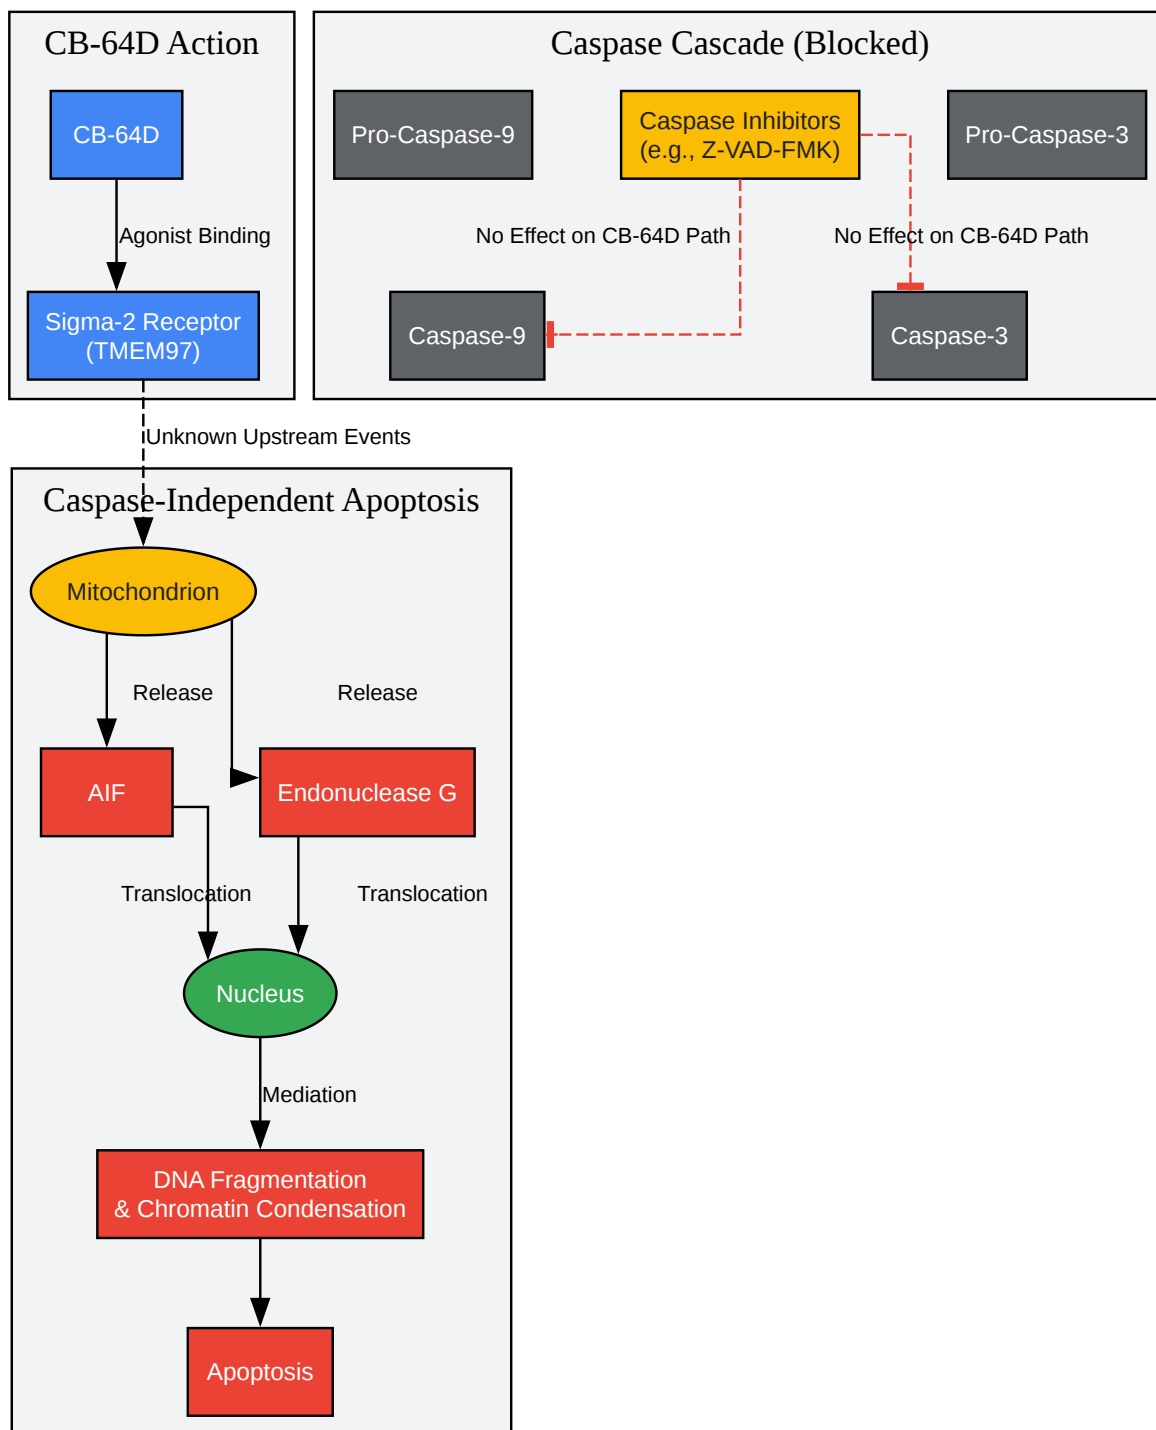 CB-64D Action
CB-64D
Agonist Binding
Sigma-2 Receptor
(TMEM97)
Caspase Cascade (Blocked)
Pro-Caspase-9
Caspase Inhibitors
(e.g., Z-VAD-FMK)
Pro-Caspase-3
No Effect on CB-64D Path
No Effect on CB-64D Path
Caspase-9
Caspase-3
Unknown Upstream Events
Caspase-Independent Apoptosis
Mitochondrion
Release
Release
AIF
Endonuclease G
Translocation
Translocation
Nucleus
Mediation
DNA Fragmentation
& Chromatin Condensation
Apoptosis